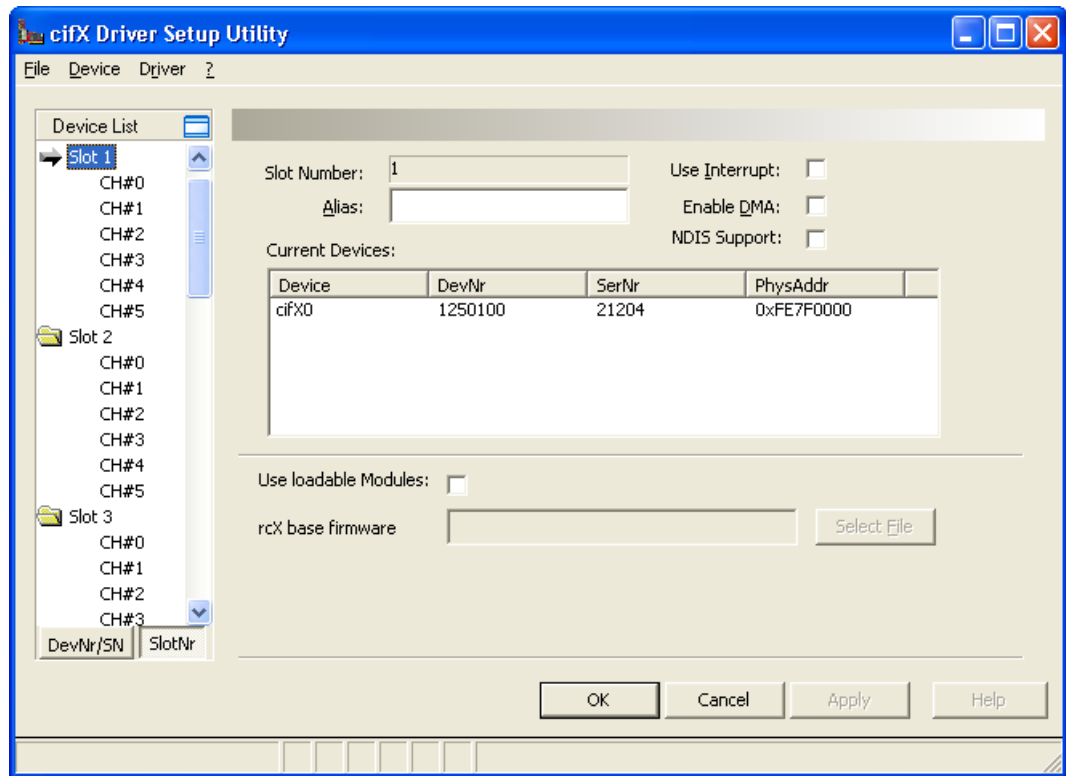 cifX Driver Setup Utility
File Device Driver ?
Device List
Slot 1
CH#0
CH#1
CH#2
CH#3
CH#4
CH#5
Slot 2
CH#0
CH#1
CH#2
CH#3
CH#4
CH#5
Slot 3
CH#0
CH#1
CH#2
CH#3
DevNr/SN SlotNr
Slot Number: 1 Use Interrupt:
Alias: Enable DMA:
NDIS Support:
Current Devices:
Device DevNr SerNr PhysAddr
cifX0 1250100 21204 0xFE7F0000
Use loadable Modules:
rcX base firmware Select File
OK Cancel Apply Help